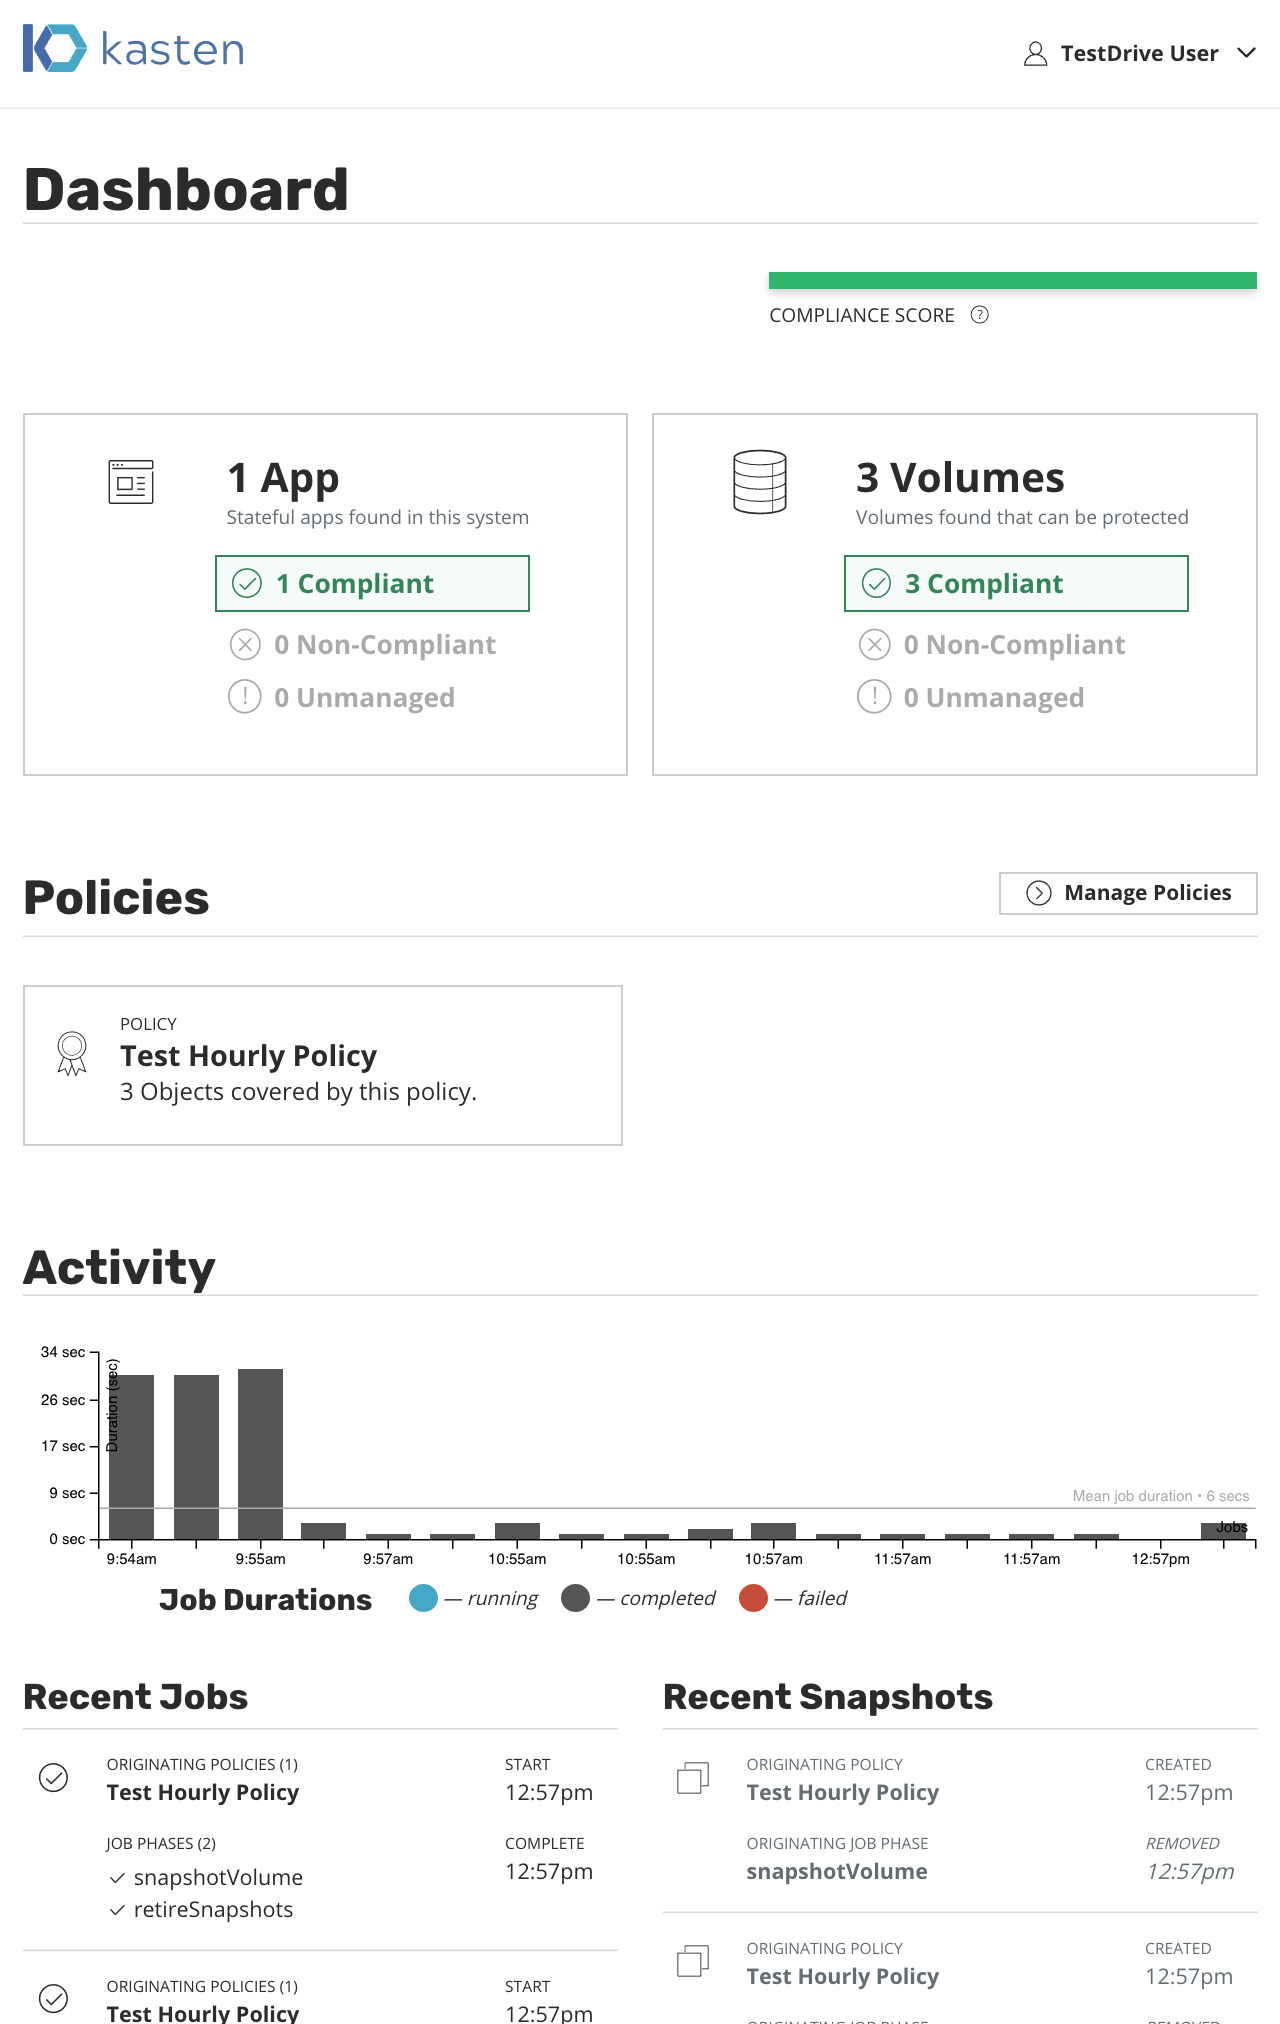 kasten
TestDrive User
Dashboard
COMPLIANCE SCORE ?
1 App
Stateful apps found in this system
1 Compliant
0 Non-Compliant
0 Unmanaged
3 Volumes
Volumes found that can be protected
3 Compliant
0 Non-Compliant
0 Unmanaged
Policies
Manage Policies
POLICY
Test Hourly Policy
3 Objects covered by this policy.
Activity
34 sec
26 sec
17 sec
9 sec
0 sec
Duration (sec)
Mean job duration • 6 secs
Jobs
9:54am 9:55am 9:57am 10:55am 10:55am 10:57am 11:57am 11:57am 12:57pm
Job Durations — running — completed — failed
Recent Jobs
ORIGINATING POLICIES (1) START
Test Hourly Policy 12:57pm
JOB PHASES (2) COMPLETE
snapshotVolume 12:57pm
retireSnapshots
ORIGINATING POLICIES (1) START
Test Hourly Policy 12:57pm
Recent Snapshots
ORIGINATING POLICY CREATED
Test Hourly Policy 12:57pm
ORIGINATING JOB PHASE REMOVED
snapshotVolume 12:57pm
ORIGINATING POLICY CREATED
Test Hourly Policy 12:57pm
ORIGINATING JOB PHASE REMOVED